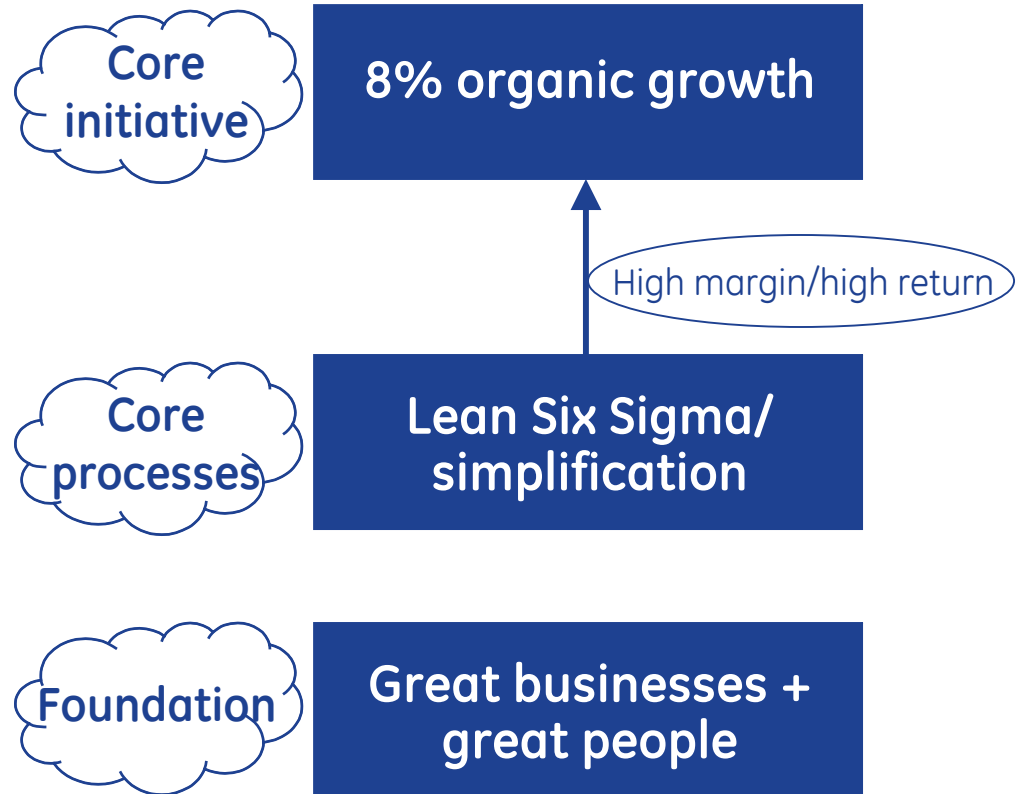 Core
initiative
8% organic growth
High margin/high return
Core
processes
Lean Six Sigma/
simplification
Foundation
Great businesses +
great people